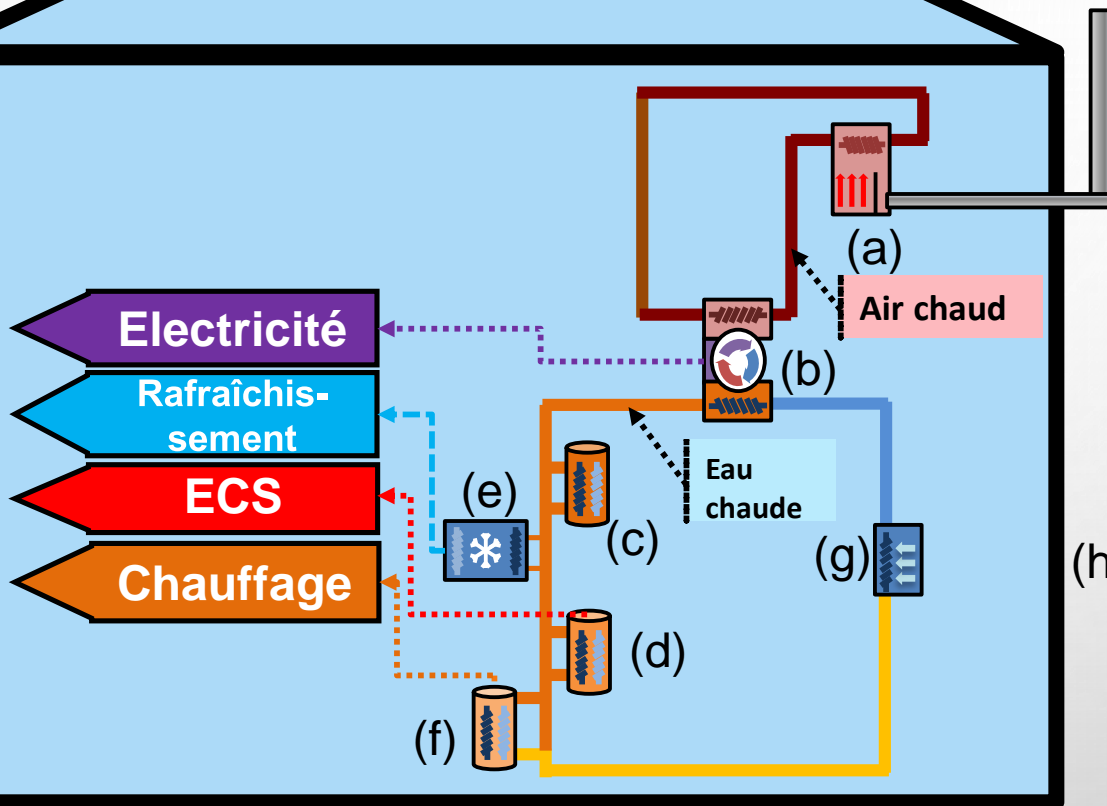 (a)
Air chaud
Electricité
(b)
Rafraîchis-
sement
Eau
chaude
ECS
(e)
(c)
(g)
(h
Chauffage
(d)
(f)